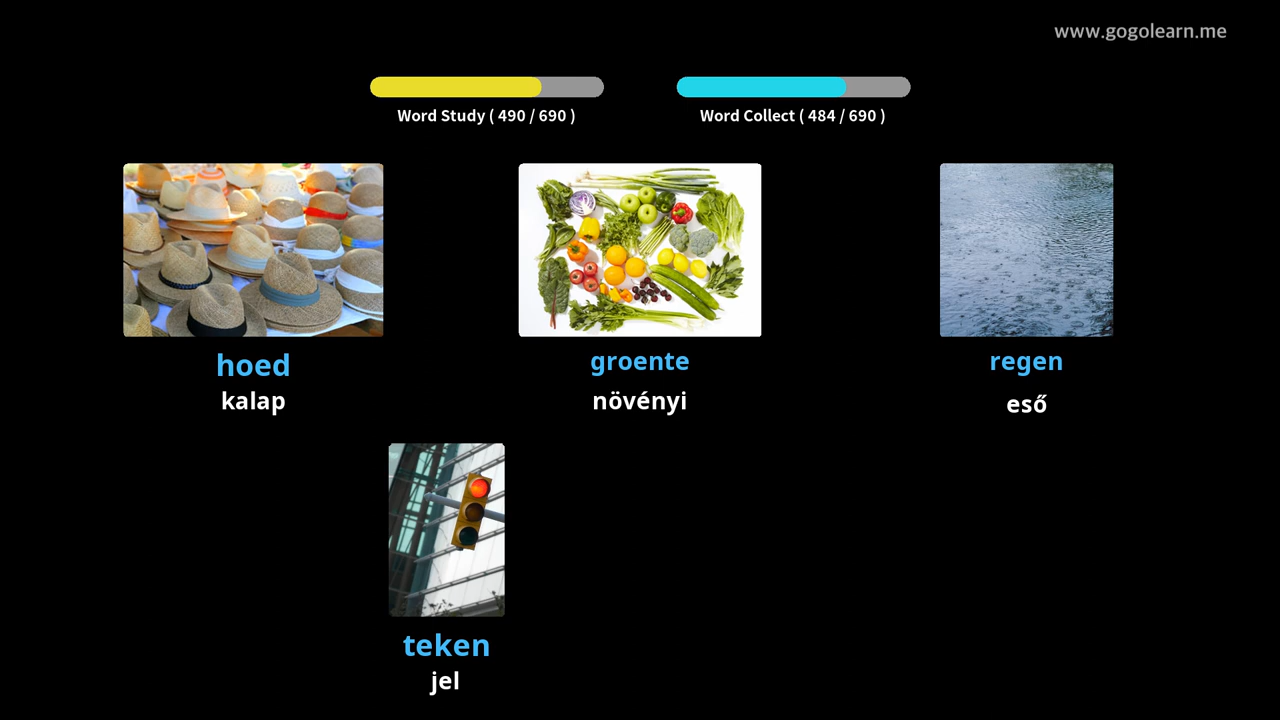 www.gogolearn.me
Word Study ( 490 / 690 )
Word Collect ( 484 / 690 )
hoed
kalap
groente
növényi
regen
eső
teken
jel